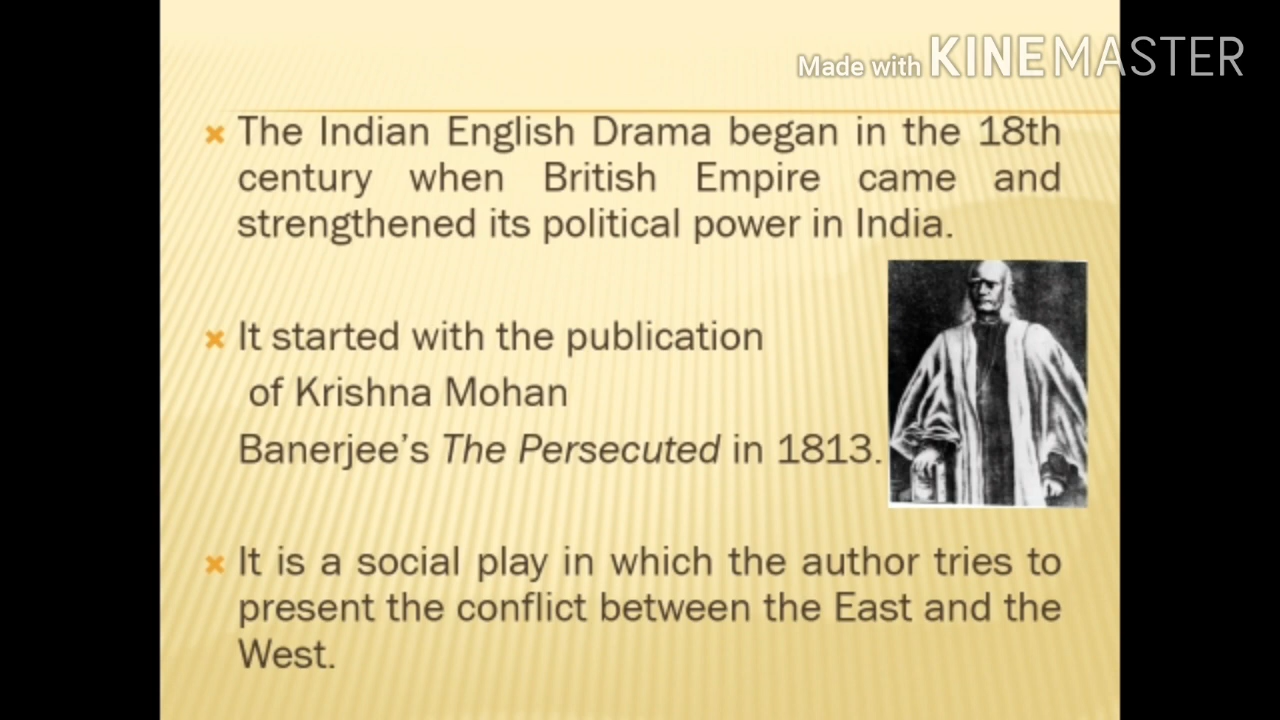 Made with KINEMASTER
The Indian English Drama began in the 18th
century when British Empire came and
strengthened its political power in India.
It started with the publication
of Krishna Mohan
Banerjee’s The Persecuted in 1813.
It is a social play in which the author tries to
present the conflict between the East and the
West.